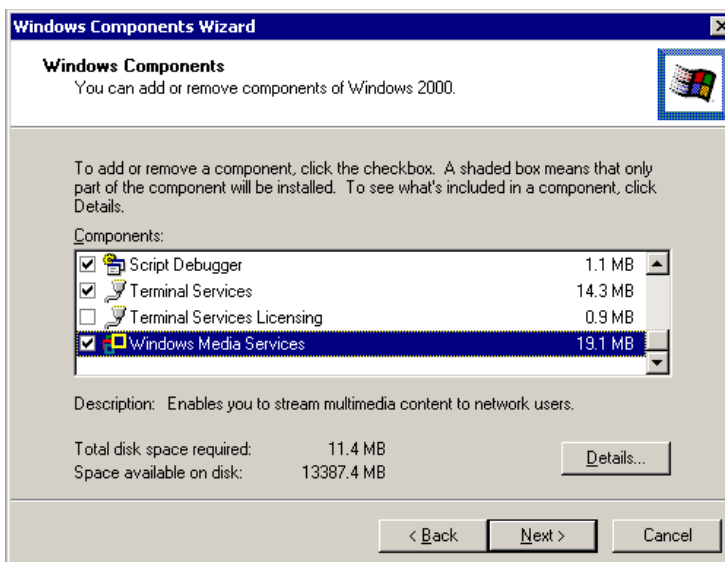 Windows Components Wizard
Windows Components
You can add or remove components of Windows 2000.
To add or remove a component, click the checkbox. A shaded box means that only
part of the component will be installed. To see what's included in a component, click
Details.
Components:
Script Debugger 1.1 MB
Terminal Services 14.3 MB
Terminal Services Licensing 0.9 MB
Windows Media Services 19.1 MB
Description: Enables you to stream multimedia content to network users.
Total disk space required: 11.4 MB
Space available on disk: 13387.4 MB
Details...
< Back Next > Cancel